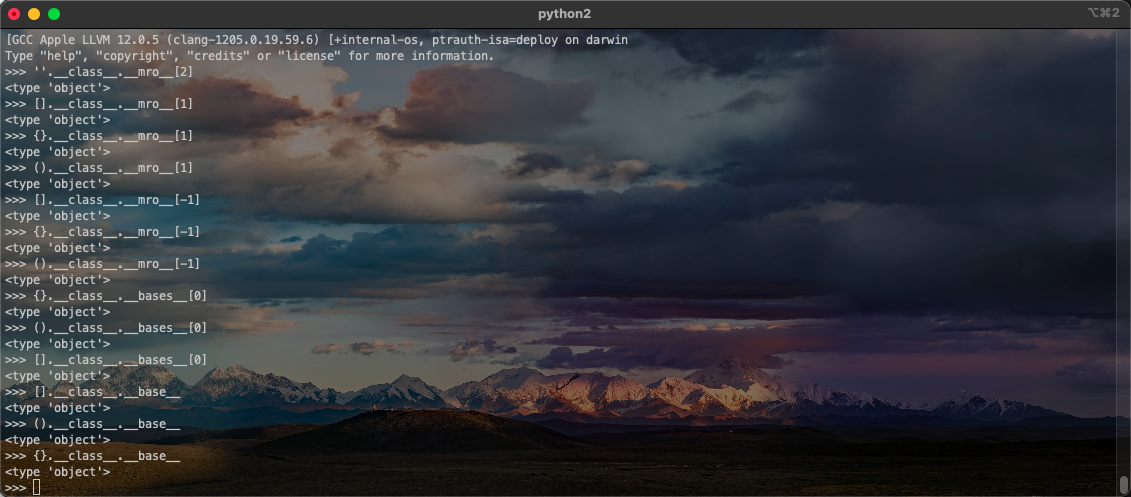 python2
⌥⌘2
[GCC Apple LLVM 12.0.5 (clang-1205.0.19.59.6) [+internal-os, ptrauth-isa=deploy on darwin
Type "help", "copyright", "credits" or "license" for more information.
>>> ''.__class__.__mro__[2]
<type 'object'>
>>> [].__class__.__mro__[1]
<type 'object'>
>>> {}.__class__.__mro__[1]
<type 'object'>
>>> ().__class__.__mro__[1]
<type 'object'>
>>> [].__class__.__mro__[-1]
<type 'object'>
>>> {}.__class__.__mro__[-1]
<type 'object'>
>>> ().__class__.__mro__[-1]
<type 'object'>
>>> {}.__class__.__bases__[0]
<type 'object'>
>>> ().__class__.__bases__[0]
<type 'object'>
>>> [].__class__.__bases__[0]
<type 'object'>
>>> [].__class__.__base__
<type 'object'>
>>> ().__class__.__base__
<type 'object'>
>>> {}.__class__.__base__
<type 'object'>
>>>